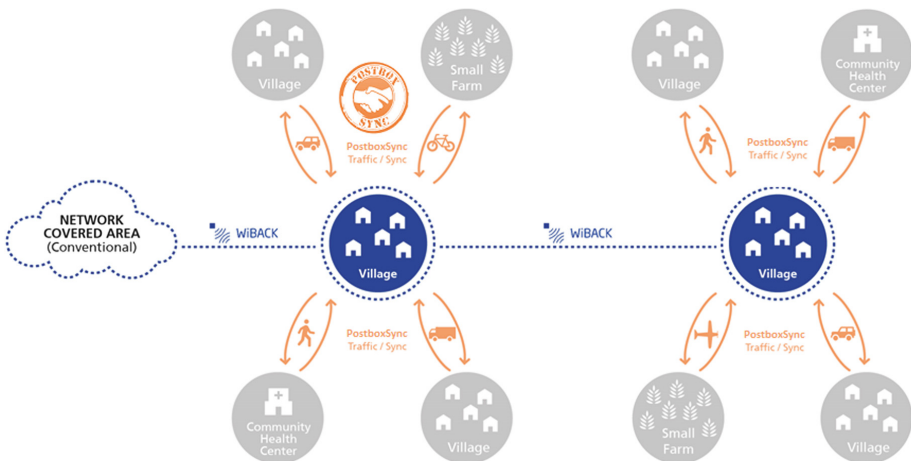 Village
Small
Farm
Village
Community
Health
Center
POSTBOX
SYNC
PostboxSync
Traffic / Sync
PostboxSync
Traffic / Sync
NETWORK
COVERED AREA
(Conventional)
WiBACK
Village
WiBACK
Village
PostboxSync
Traffic / Sync
PostboxSync
Traffic / Sync
Community
Health
Center
Village
Small
Farm
Village